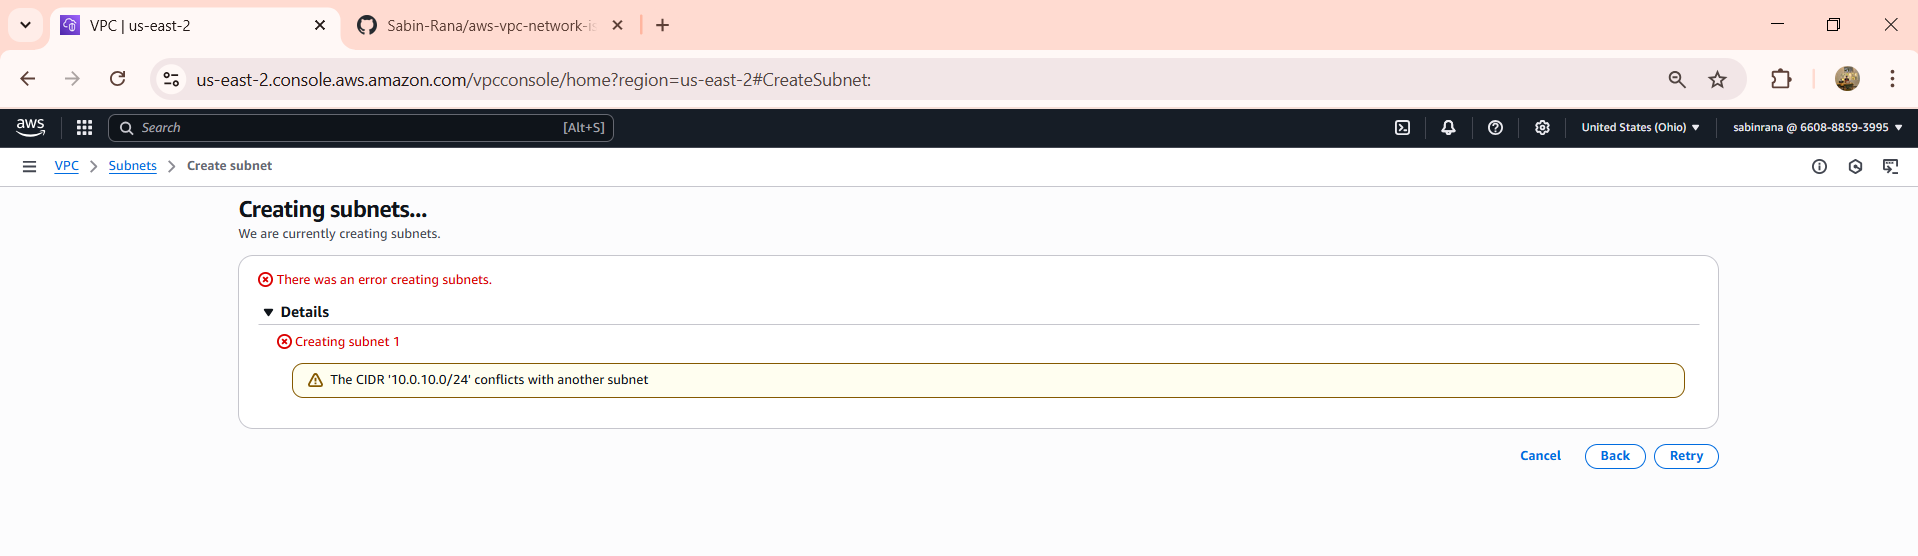 VPC | us-east-2
Sabin-Rana/aws-vpc-network-is
us-east-2.console.aws.amazon.com/vpcconsole/home?region=us-east-2#CreateSubnet:
aws
Search
[Alt+S]
United States (Ohio)
sabinrana @ 6608-8859-3995
VPC
Subnets
Create subnet
Creating subnets...
We are currently creating subnets.
There was an error creating subnets.
Details
Creating subnet 1
The CIDR '10.0.10.0/24' conflicts with another subnet
Cancel
Back
Retry